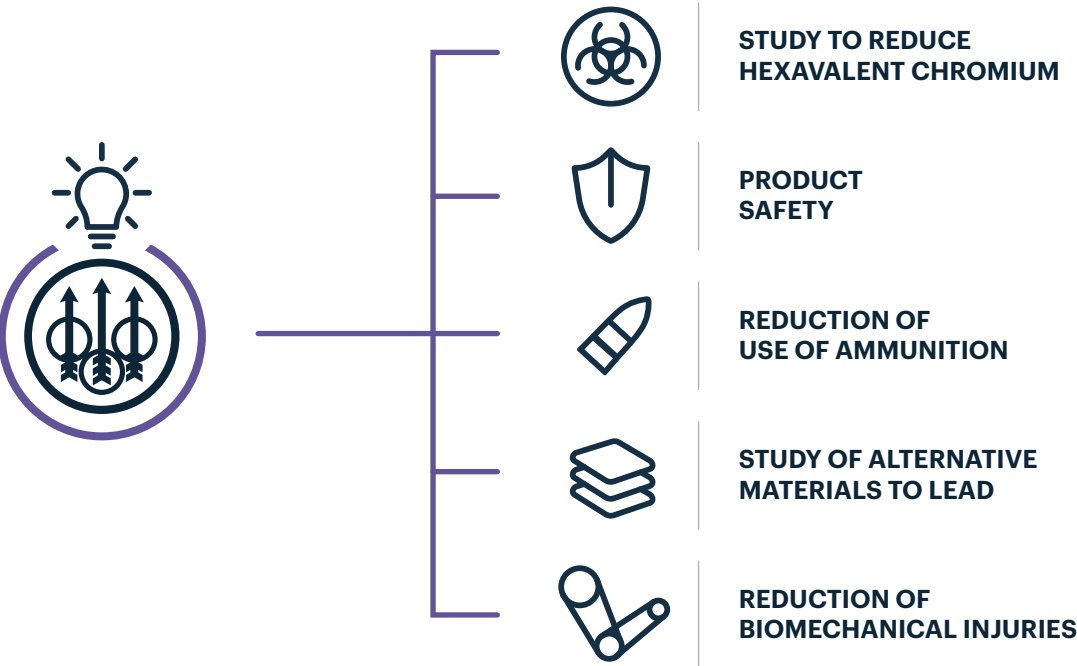 STUDY TO REDUCE
HEXAVALENT CHROMIUM
PRODUCT
SAFETY
REDUCTION OF
USE OF AMMUNITION
STUDY OF ALTERNATIVE
MATERIALS TO LEAD
REDUCTION OF
BIOMECHANICAL INJURIES